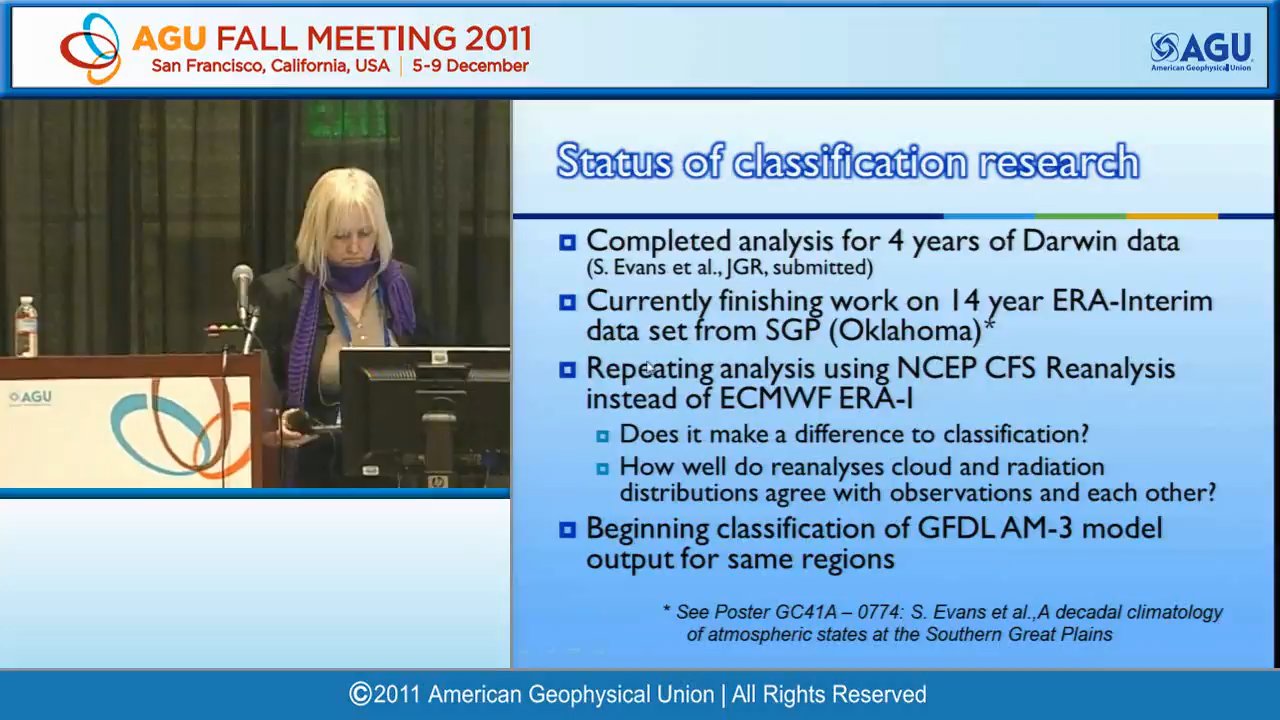 AGU FALL MEETING 2011
San Francisco, California, USA | 5-9 December
AGU
American Geophysical Union
AGU
Status of classification research
Completed analysis for 4 years of Darwin data
(S. Evans et al., JGR, submitted)
Currently finishing work on 14 year ERA-Interim
data set from SGP (Oklahoma)*
Repeating analysis using NCEP CFS Reanalysis
instead of ECMWF ERA-I
Does it make a difference to classification?
How well do reanalyses cloud and radiation
distributions agree with observations and each other?
Beginning classification of GFDL AM-3 model
output for same regions
* See Poster GC41A – 0774: S. Evans et al.,A decadal climatology
of atmospheric states at the Southern Great Plains
©2011 American Geophysical Union | All Rights Reserved